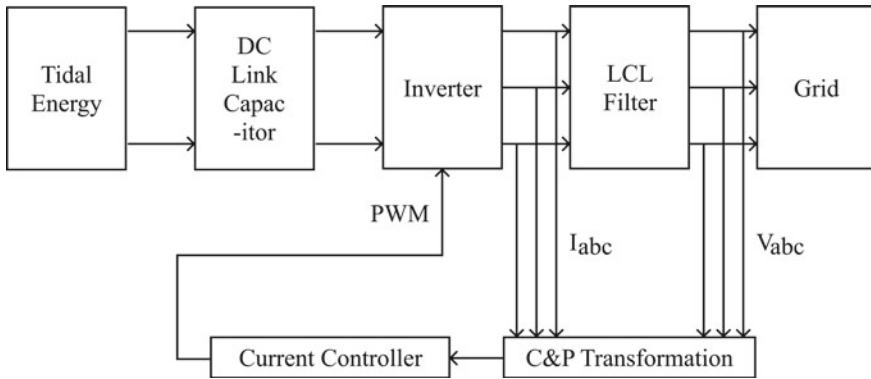 Tidal
Energy
DC
Link
Capac
-itor
Inverter
LCL
Filter
Grid
PWM
Iabc
Vabc
Current Controller
C&P Transformation